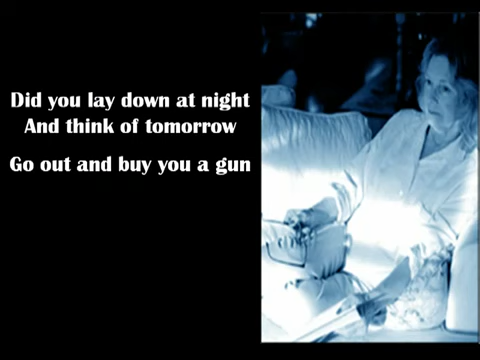 Did you lay down at night
And think of tomorrow
Go out and buy you a gun